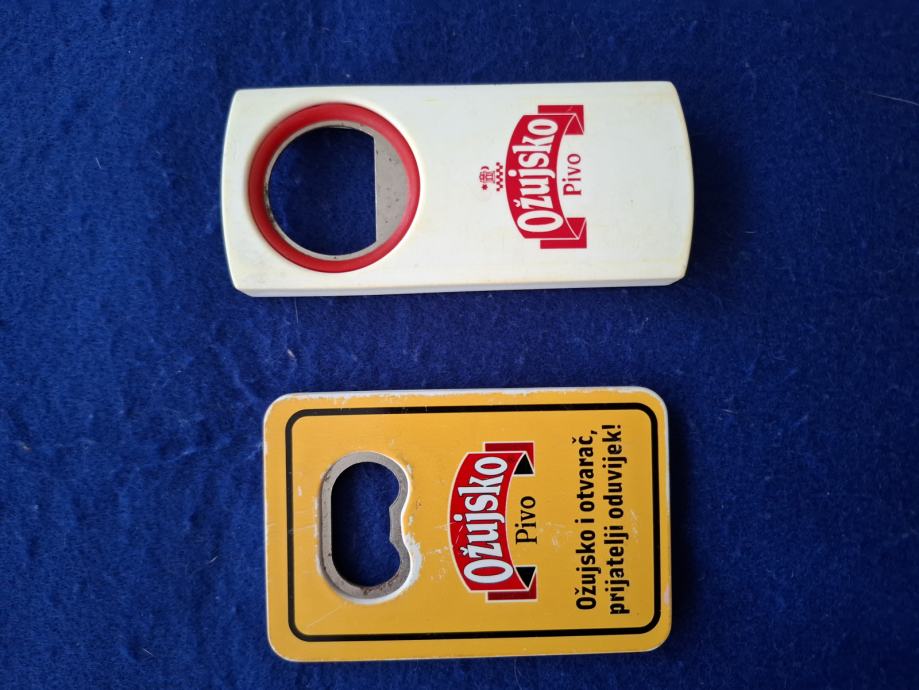 Ožujsko
Pivo
Ožujsko
Pivo
Ožujsko i otvarač,
prijatelji oduvijek!